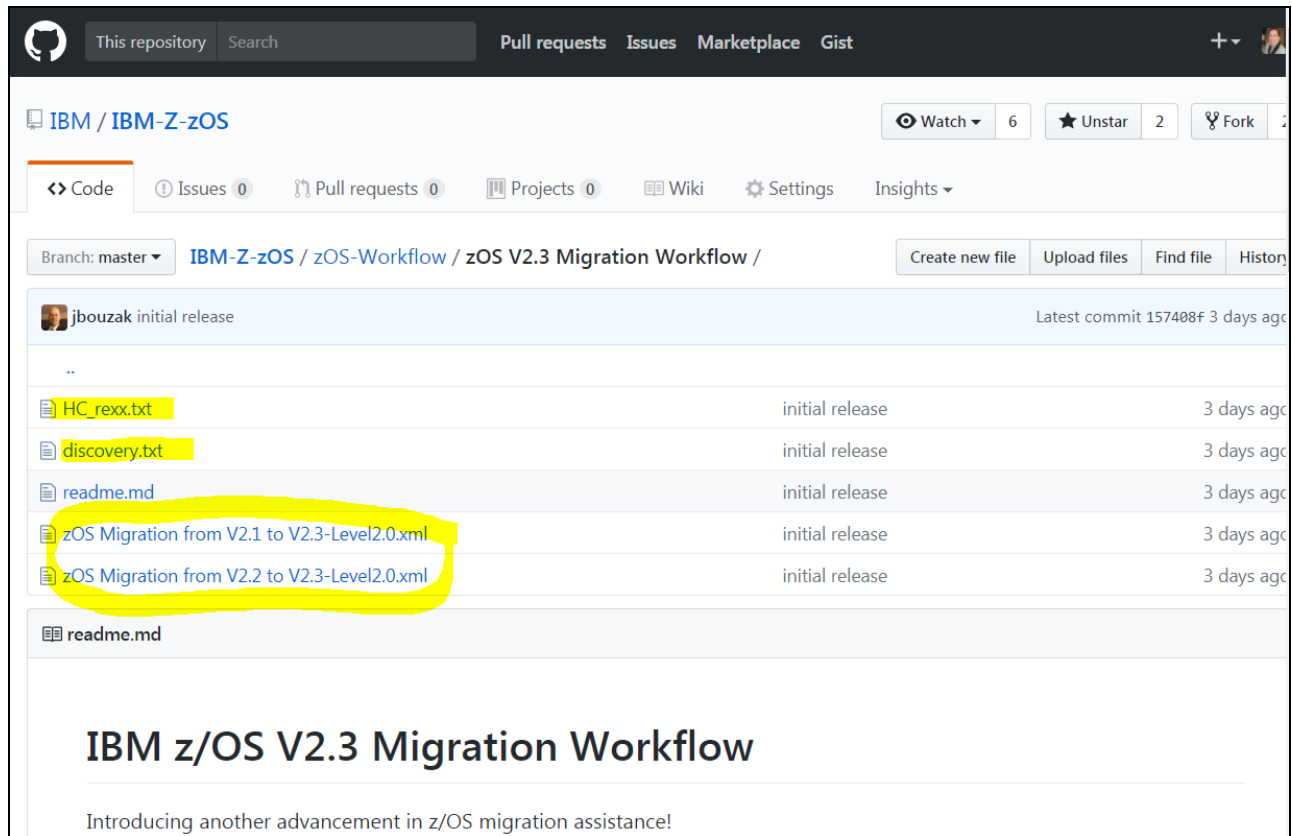 This repository Search Pull requests Issues Marketplace Gist
IBM / IBM-Z-zOS Watch 6 Unstar 2 Fork
Code Issues 0 Pull requests 0 Projects 0 Wiki Settings Insights
Branch: master IBM-Z-zOS / zOS-Workflow / zOS V2.3 Migration Workflow / Create new file Upload files Find file History
jbouzak initial release Latest commit 157408f 3 days ago
..
HC_rexx.txt initial release 3 days ago
discovery.txt initial release 3 days ago
readme.md initial release 3 days ago
zOS Migration from V2.1 to V2.3-Level2.0.xml initial release 3 days ago
zOS Migration from V2.2 to V2.3-Level2.0.xml initial release 3 days ago
readme.md
IBM z/OS V2.3 Migration Workflow
Introducing another advancement in z/OS migration assistance!